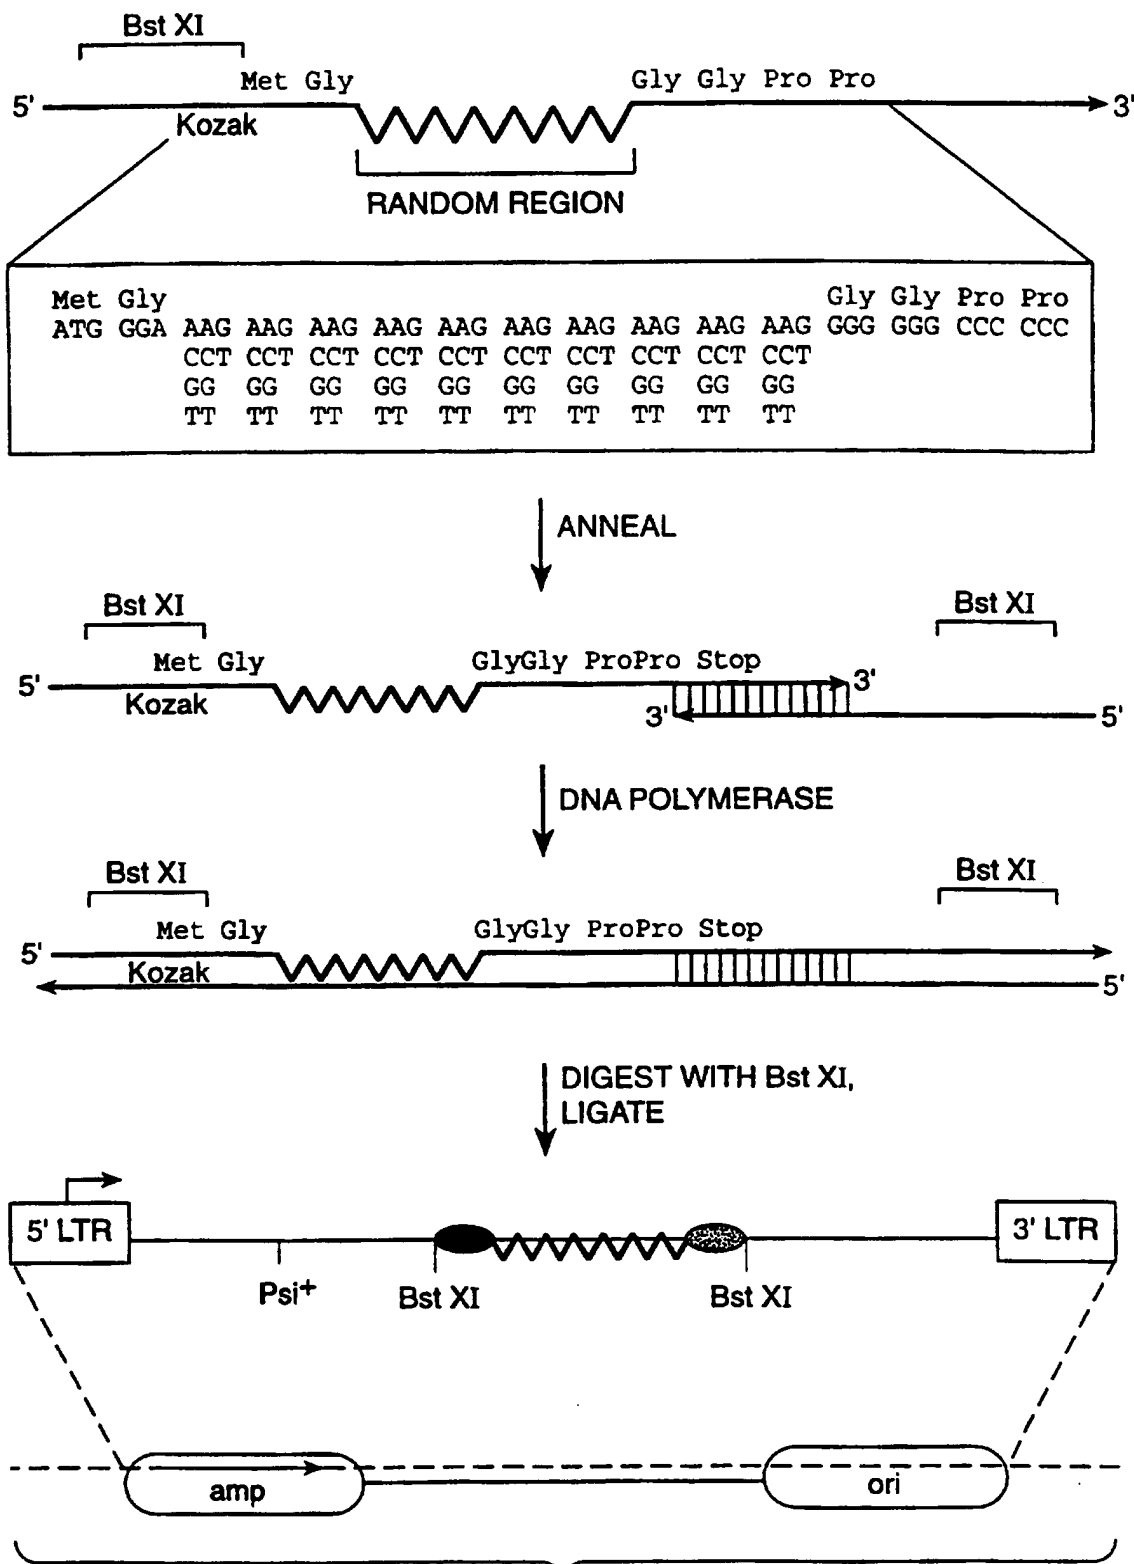 Bst XI
Met Gly
Gly Gly Pro Pro
5'
3'
Kozak
RANDOM REGION
Met Gly
Gly Gly Pro Pro
ATG GGA AAG AAG AAG AAG AAG AAG AAG AAG AAG AAG GGG GGG CCC CCC
CCT CCT CCT CCT CCT CCT CCT CCT CCT CCT
GG GG GG GG GG GG GG GG GG GG
TT TT TT TT TT TT TT TT TT TT
ANNEAL
Bst XI
Bst XI
Met Gly
GlyGly ProPro Stop
5'
3'
Kozak
3'
5'
DNA POLYMERASE
Bst XI
Bst XI
Met Gly
GlyGly ProPro Stop
5'
Kozak
5'
DIGEST WITH Bst XI,
LIGATE
5' LTR
3' LTR
Psi+
Bst XI
Bst XI
amp
ori